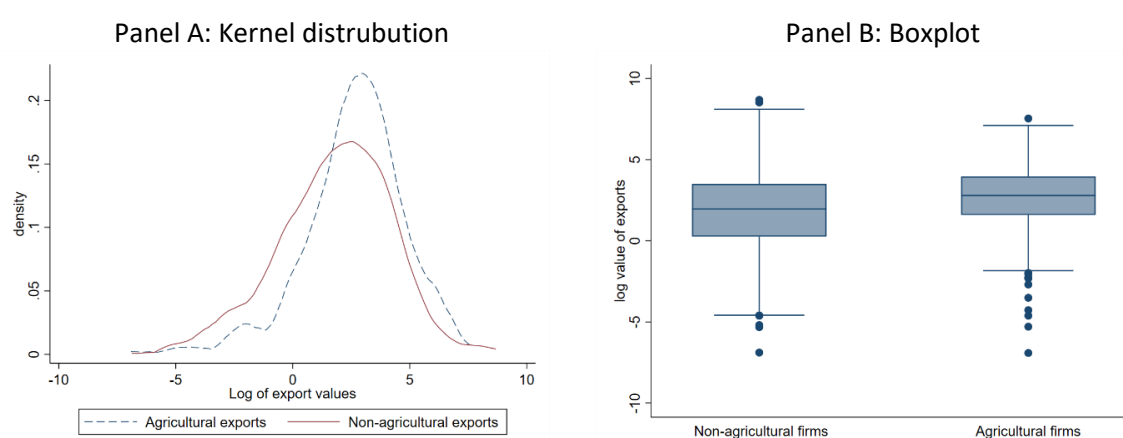 Panel A: Kernel distrubution
.2
.15
.1
.05
0
density
-10
-5
0
5
10
Log of export values
Agricultural exports
Non-agricultural exports
Panel B: Boxplot
10
5
0
-5
-10
log value of exports
Non-agricultural firms
Agricultural firms